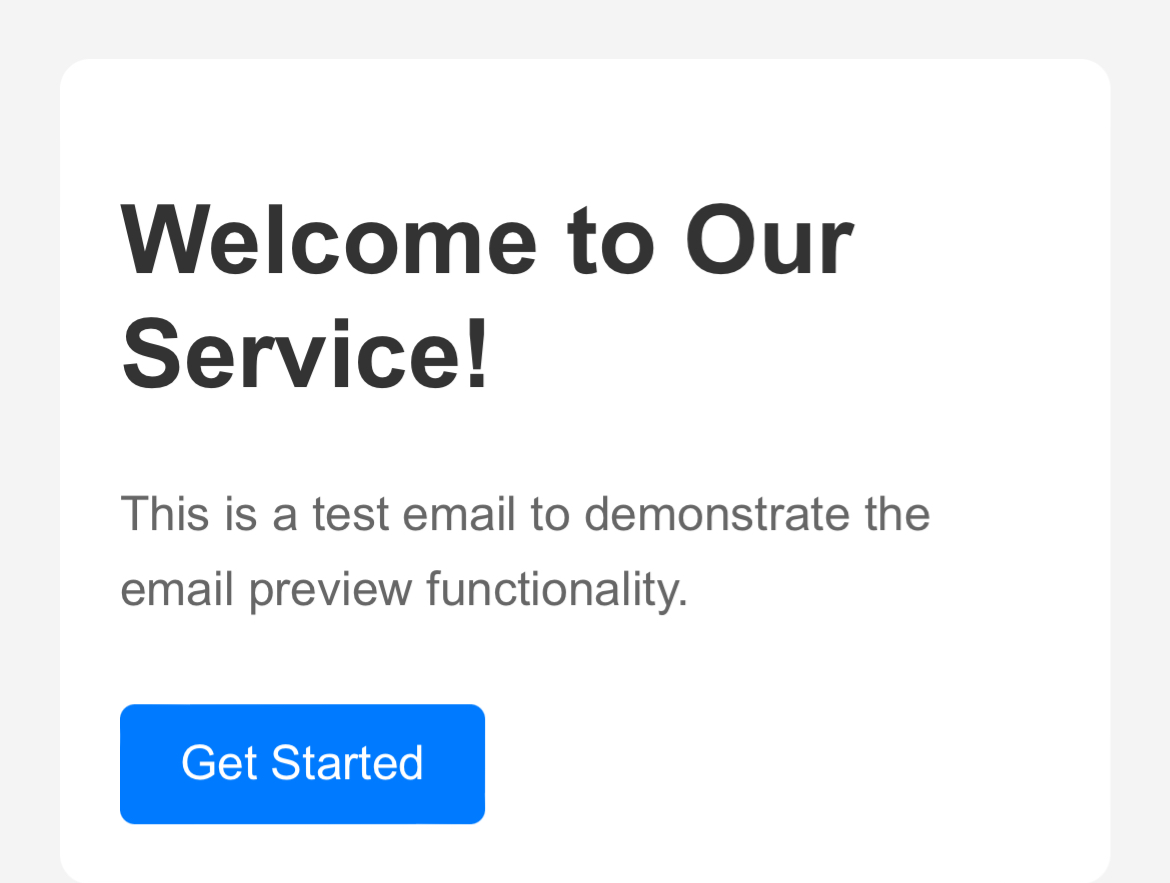 Welcome to Our
Service!
This is a test email to demonstrate the
email preview functionality.
Get Started